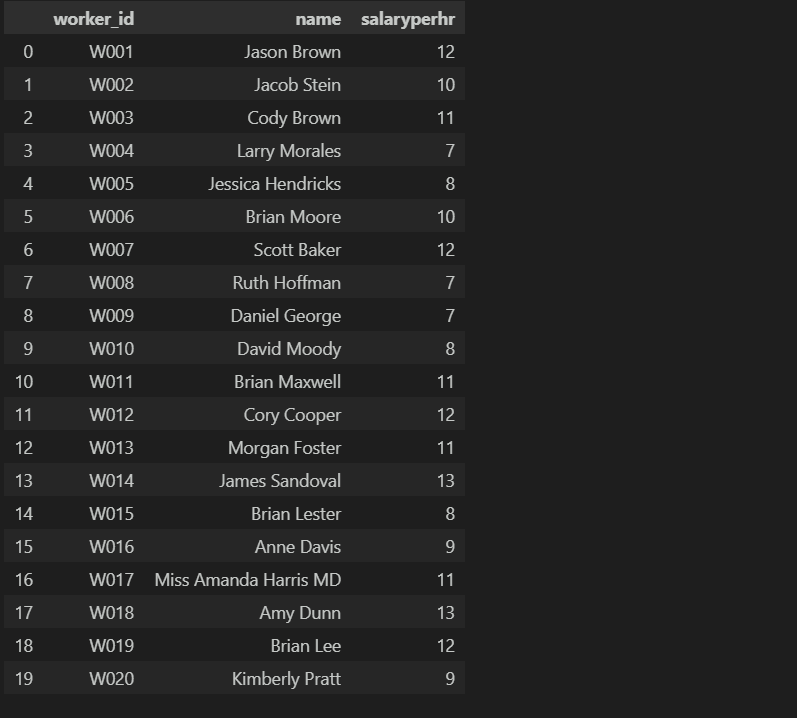 worker_id name salaryperhr
0 W001 Jason Brown 12
1 W002 Jacob Stein 10
2 W003 Cody Brown 11
3 W004 Larry Morales 7
4 W005 Jessica Hendricks 8
5 W006 Brian Moore 10
6 W007 Scott Baker 12
7 W008 Ruth Hoffman 7
8 W009 Daniel George 7
9 W010 David Moody 8
10 W011 Brian Maxwell 11
11 W012 Cory Cooper 12
12 W013 Morgan Foster 11
13 W014 James Sandoval 13
14 W015 Brian Lester 8
15 W016 Anne Davis 9
16 W017 Miss Amanda Harris MD 11
17 W018 Amy Dunn 13
18 W019 Brian Lee 12
19 W020 Kimberly Pratt 9